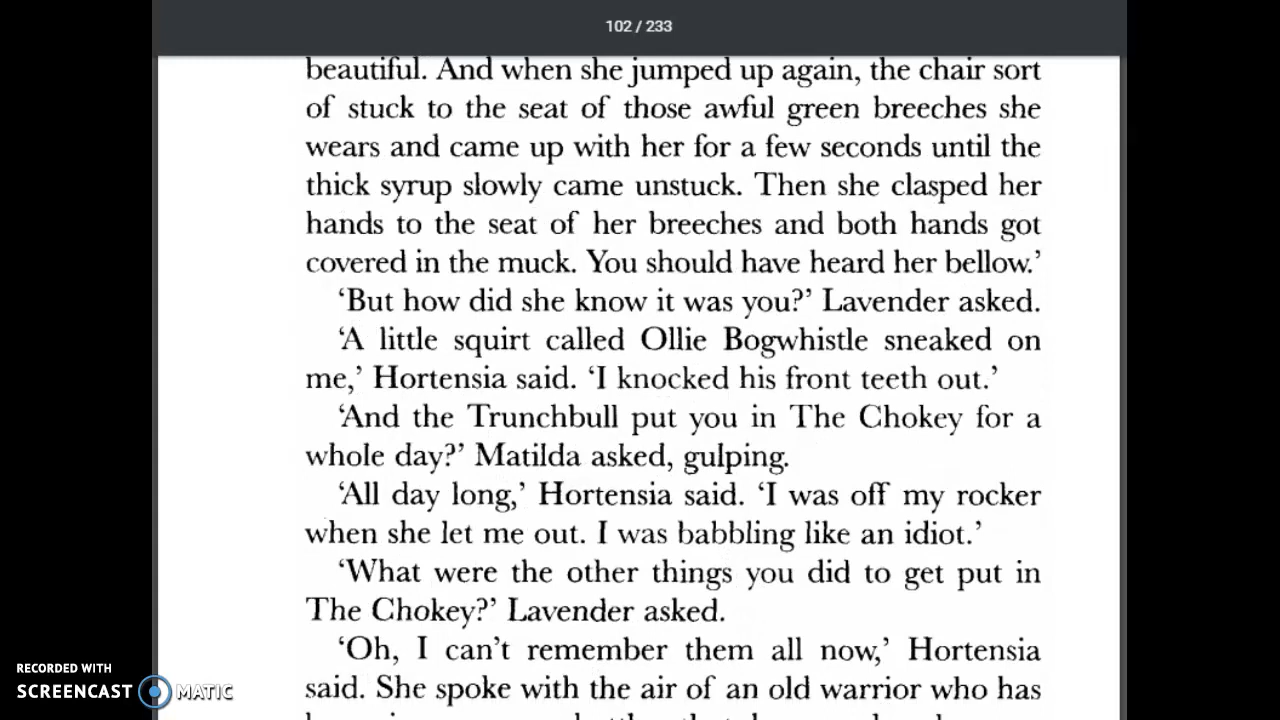 102 / 233
beautiful. And when she jumped up again, the chair sort
of stuck to the seat of those awful green breeches she
wears and came up with her for a few seconds until the
thick syrup slowly came unstuck. Then she clasped her
hands to the seat of her breeches and both hands got
covered in the muck. You should have heard her bellow.’
‘But how did she know it was you?’ Lavender asked.
‘A little squirt called Ollie Bogwhistle sneaked on
me,’ Hortensia said. ‘I knocked his front teeth out.’
‘And the Trunchbull put you in The Chokey for a
whole day?’ Matilda asked, gulping.
‘All day long,’ Hortensia said. ‘I was off my rocker
when she let me out. I was babbling like an idiot.’
‘What were the other things you did to get put in
The Chokey?’ Lavender asked.
‘Oh, I can’t remember them all now,’ Hortensia
said. She spoke with the air of an old warrior who has
RECORDED WITH
SCREENCAST MATIC